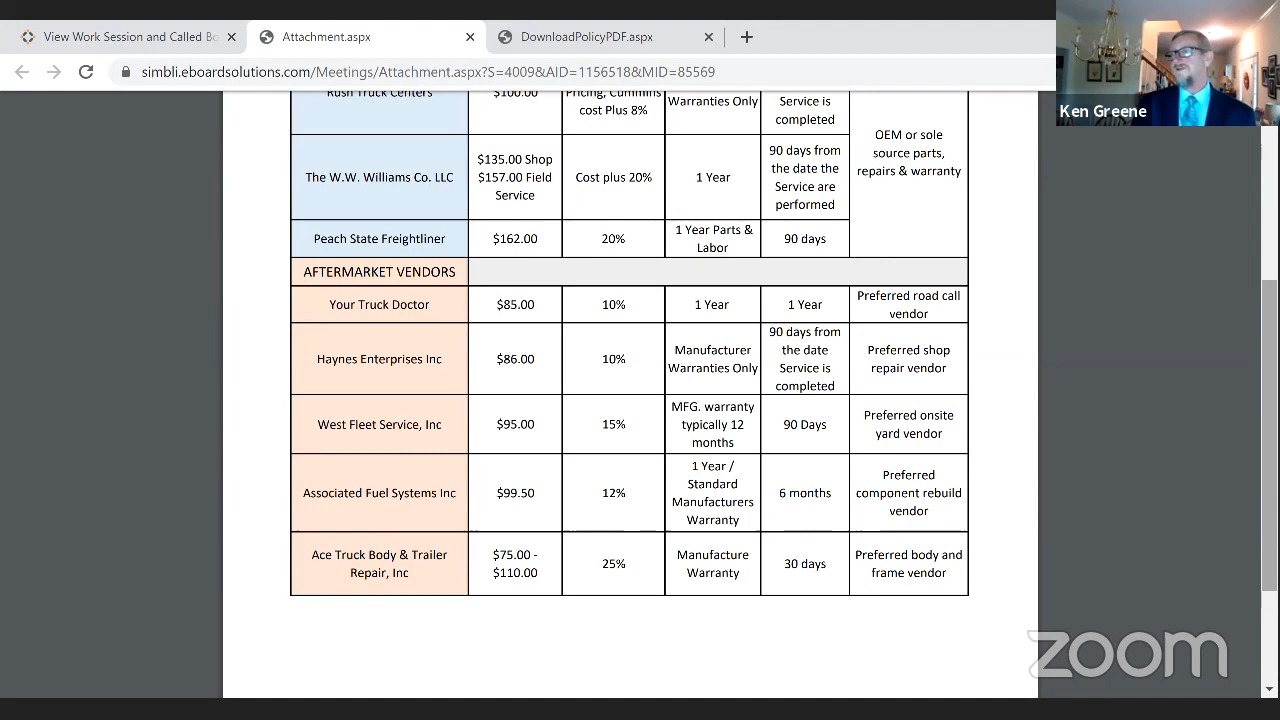 View Work Session and Called Bo
Attachment.aspx
DownloadPolicyPDF.aspx
simbli.eboardsolutions.com/Meetings/Attachment.aspx?S=4009&AID=1156518&MID=85569
Ken Greene
Rush Truck Centers
$100.00
Pricing, Cummins
cost Plus 8%
Warranties Only
Service is
completed
OEM or sole
source parts,
repairs & warranty
The W.W. Williams Co. LLC
$135.00 Shop
$157.00 Field
Service
Cost plus 20%
1 Year
90 days from
the date the
Service are
performed
Peach State Freightliner
$162.00
20%
1 Year Parts &
Labor
90 days
AFTERMARKET VENDORS
Your Truck Doctor
$85.00
10%
1 Year
1 Year
Preferred road call
vendor
Haynes Enterprises Inc
$86.00
10%
Manufacturer
Warranties Only
90 days from
the date
Service is
completed
Preferred shop
repair vendor
West Fleet Service, Inc
$95.00
15%
MFG. warranty
typically 12
months
90 Days
Preferred onsite
yard vendor
Associated Fuel Systems Inc
$99.50
12%
1 Year /
Standard
Manufacturers
Warranty
6 months
Preferred
component rebuild
vendor
Ace Truck Body & Trailer
Repair, Inc
$75.00 -
$110.00
25%
Manufacture
Warranty
30 days
Preferred body and
frame vendor
zoom